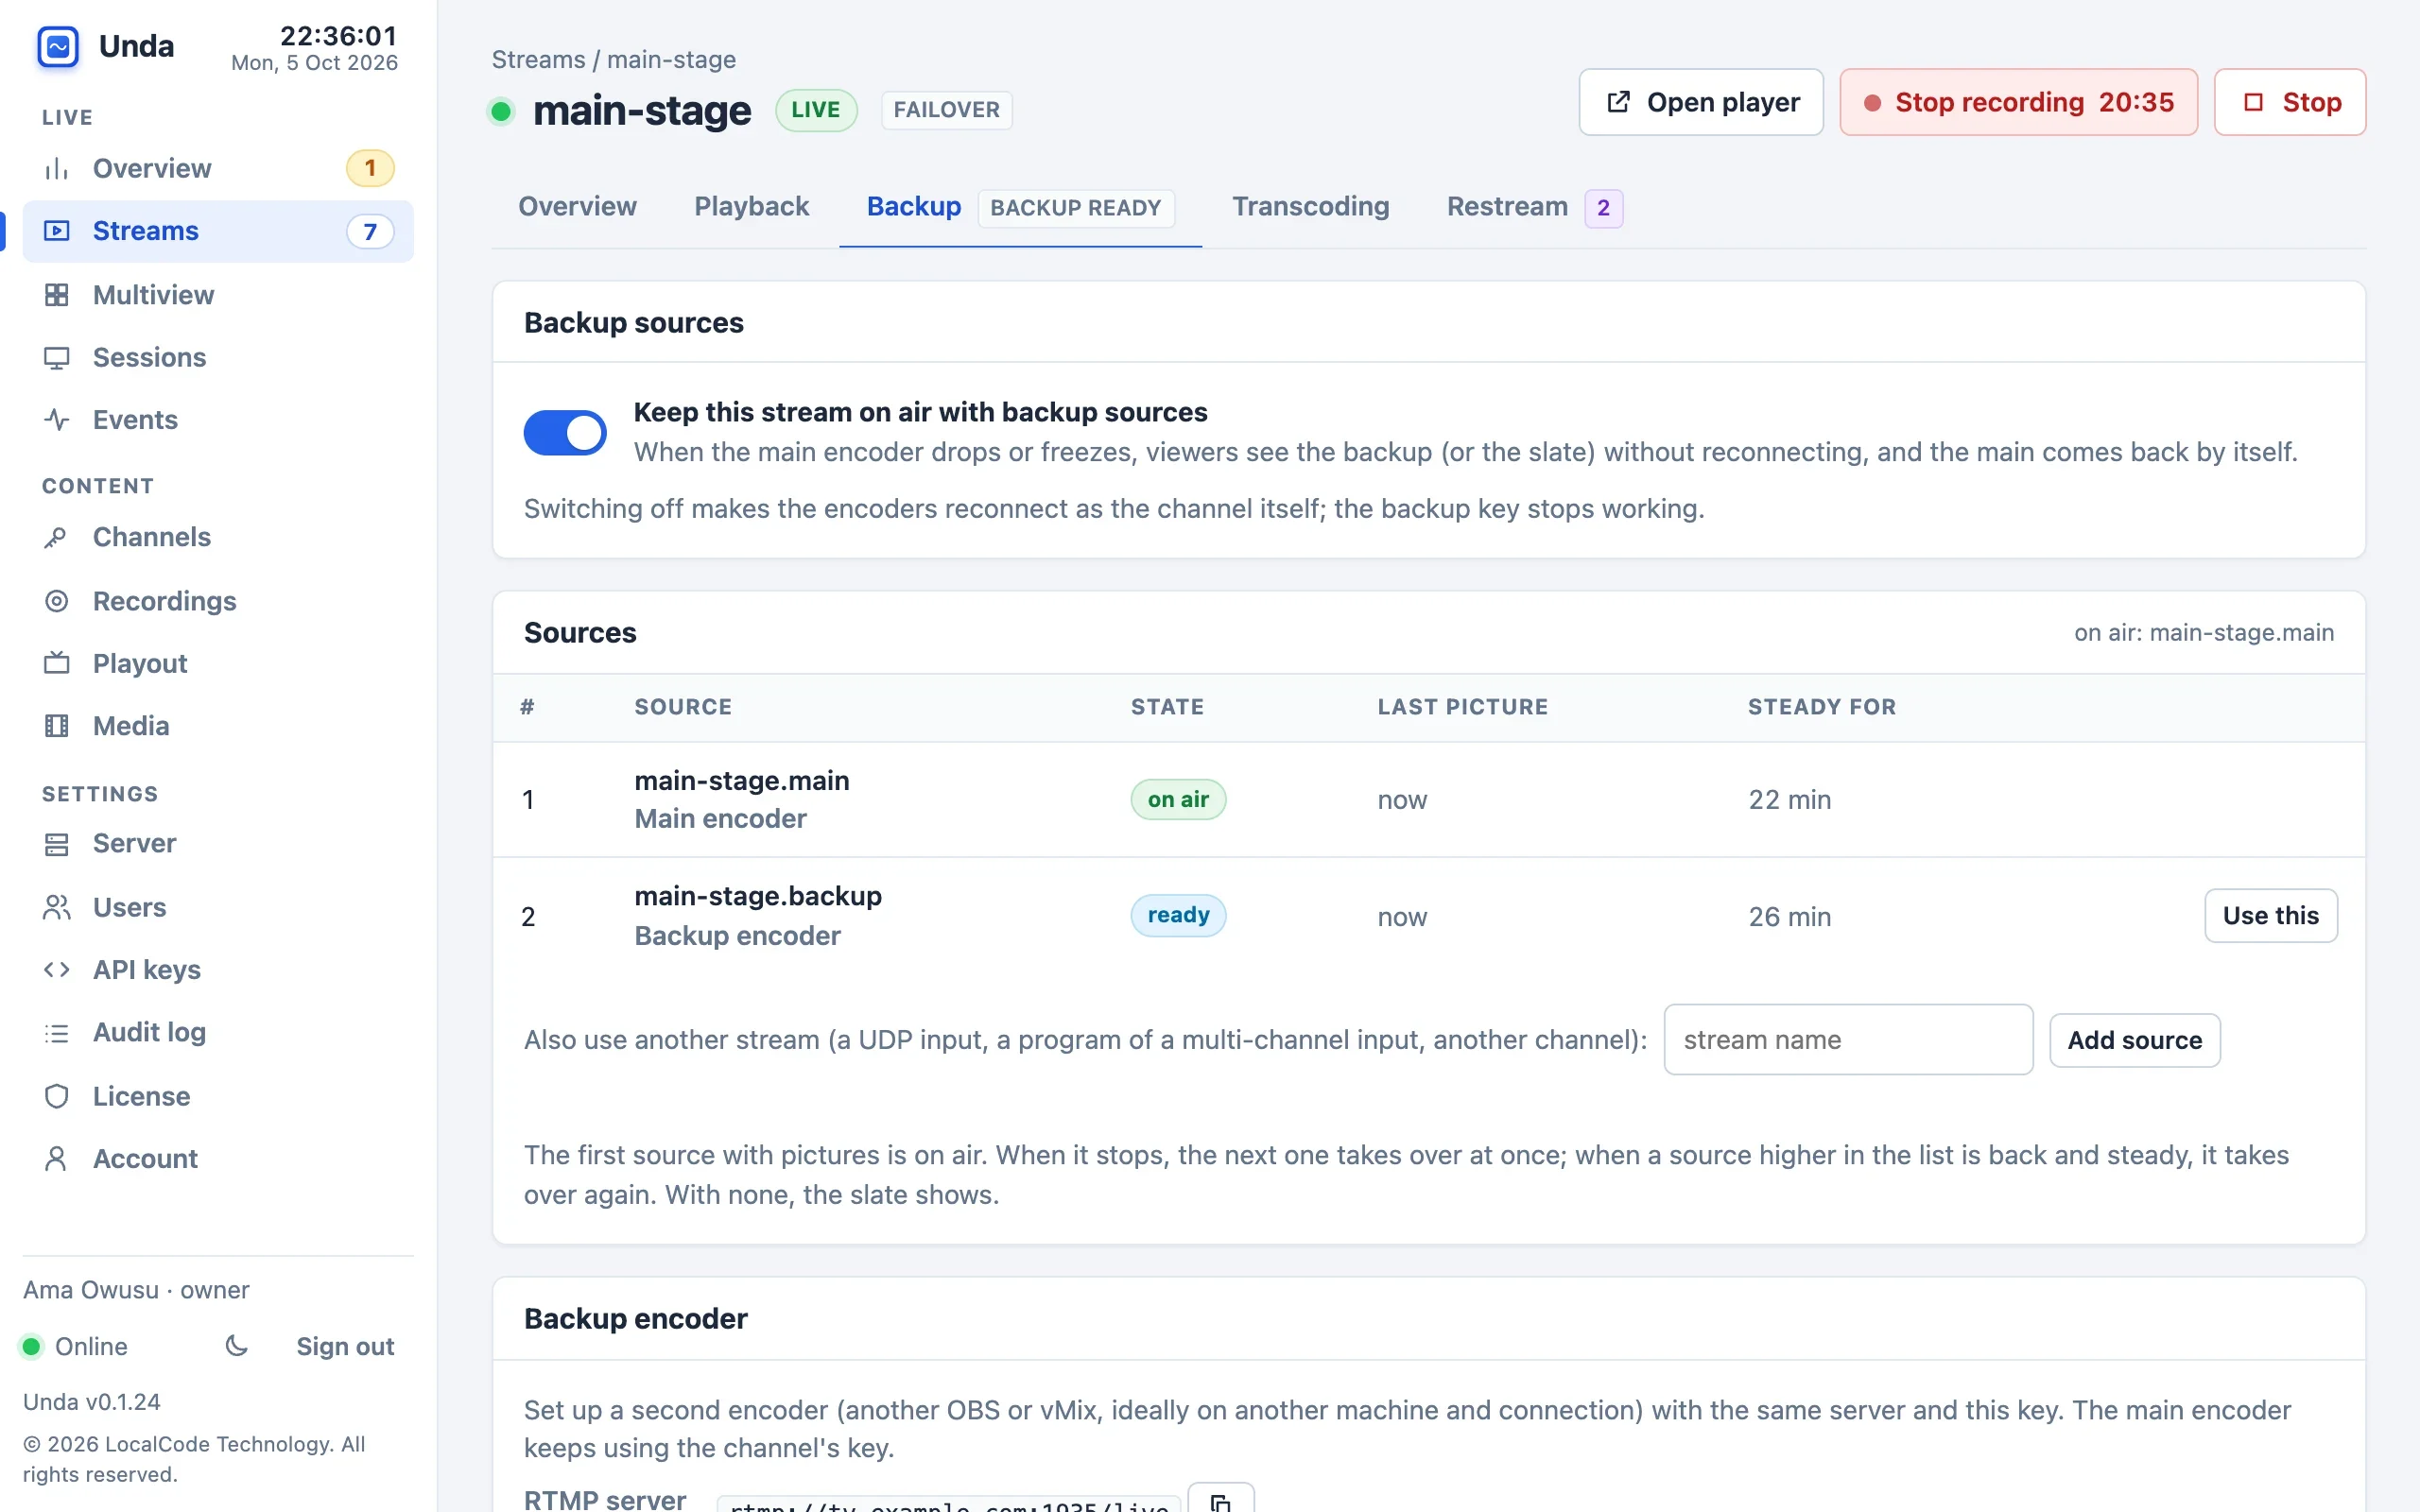 Unda
22:36:01
Mon, 5 Oct 2026
LIVE
Overview 1
Streams 7
Multiview
Sessions
Events
CONTENT
Channels
Recordings
Playout
Media
SETTINGS
Server
Users
API keys
Audit log
License
Account
Ama Owusu · owner
Online
Sign out
Unda v0.1.24
© 2026 LocalCode Technology. All
rights reserved.
Streams / main-stage
main-stage LIVE FAILOVER
Open player
Stop recording 20:35
Stop
Overview Playback Backup BACKUP READY Transcoding Restream 2
Backup sources
Keep this stream on air with backup sources
When the main encoder drops or freezes, viewers see the backup (or the slate) without reconnecting, and the main comes back by itself.
Switching off makes the encoders reconnect as the channel itself; the backup key stops working.
Sources on air: main-stage.main
# SOURCE STATE LAST PICTURE STEADY FOR
1 main-stage.main on air now 22 min
Main encoder
2 main-stage.backup ready now 26 min Use this
Backup encoder
Also use another stream (a UDP input, a program of a multi-channel input, another channel): stream name Add source
The first source with pictures is on air. When it stops, the next one takes over at once; when a source higher in the list is back and steady, it takes
over again. With none, the slate shows.
Backup encoder
Set up a second encoder (another OBS or vMix, ideally on another machine and connection) with the same server and this key. The main encoder
keeps using the channel's key.
RTMP server rtmp://tv.example.com:1935/live